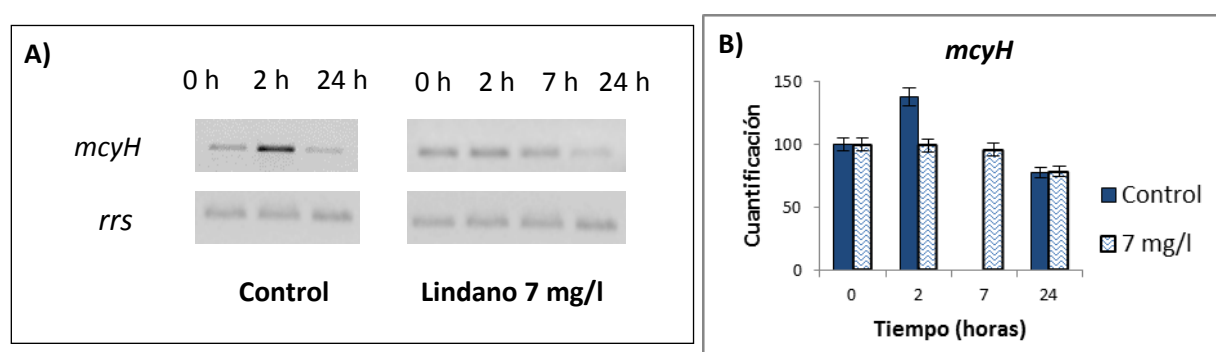 A)
0 h 2 h 24 h
0 h 2 h 7 h 24 h
mcyH
rrs
Control
Lindano 7 mg/l
B)
mcyH
Cuantificación
150
100
50
0
0 2 7 24
Tiempo (horas)
Control
7 mg/l